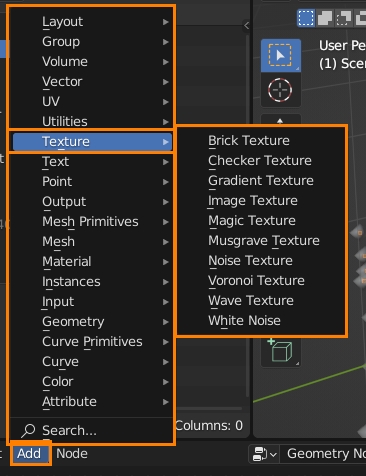 Layout
Group
Volume
Vector
UV
Utilities
Texture
Text
Point
Output
Mesh Primitives
Mesh
Material
Instances
Input
Geometry
Curve Primitives
Curve
Color
Attribute
Search...
Add
Node
Brick Texture
Checker Texture
Gradient Texture
Image Texture
Magic Texture
Musgrave Texture
Noise Texture
Voronoi Texture
Wave Texture
White Noise
Columns: 0
User Pe
(1) Scen
Geometry No